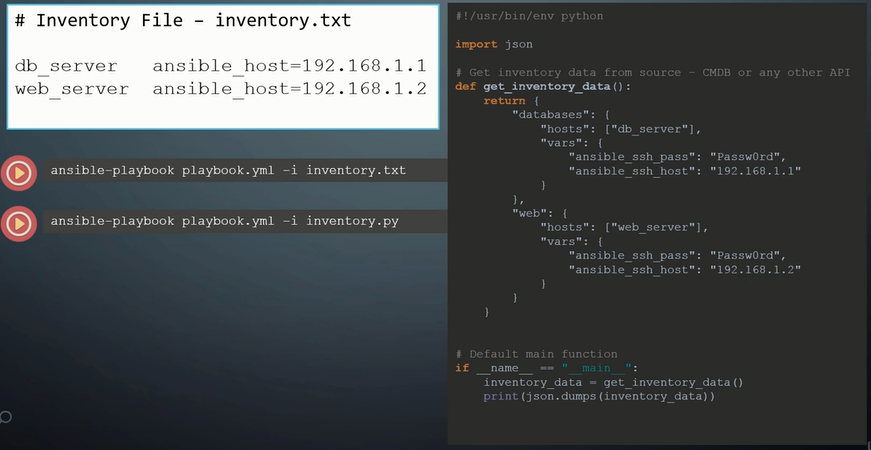 # Inventory File – inventory.txt
db_server ansible_host=192.168.1.1
web_server ansible_host=192.168.1.2
ansible-playbook playbook.yml -i inventory.txt
ansible-playbook playbook.yml -i inventory.py
#!/usr/bin/env python
import json
# Get inventory data from source - CMDB or any other API
def get_inventory_data():
    return {
        "databases": {
            "hosts": ["db_server"],
            "vars": {
                "ansible_ssh_pass": "Passw0rd",
                "ansible_ssh_host": "192.168.1.1"
            }
        },
        "web": {
            "hosts": ["web_server"],
            "vars": {
                "ansible_ssh_pass": "Passw0rd",
                "ansible_ssh_host": "192.168.1.2"
            }
        }
    }
# Default main function
if __name__ == "__main__":
    inventory_data = get_inventory_data()
    print(json.dumps(inventory_data))